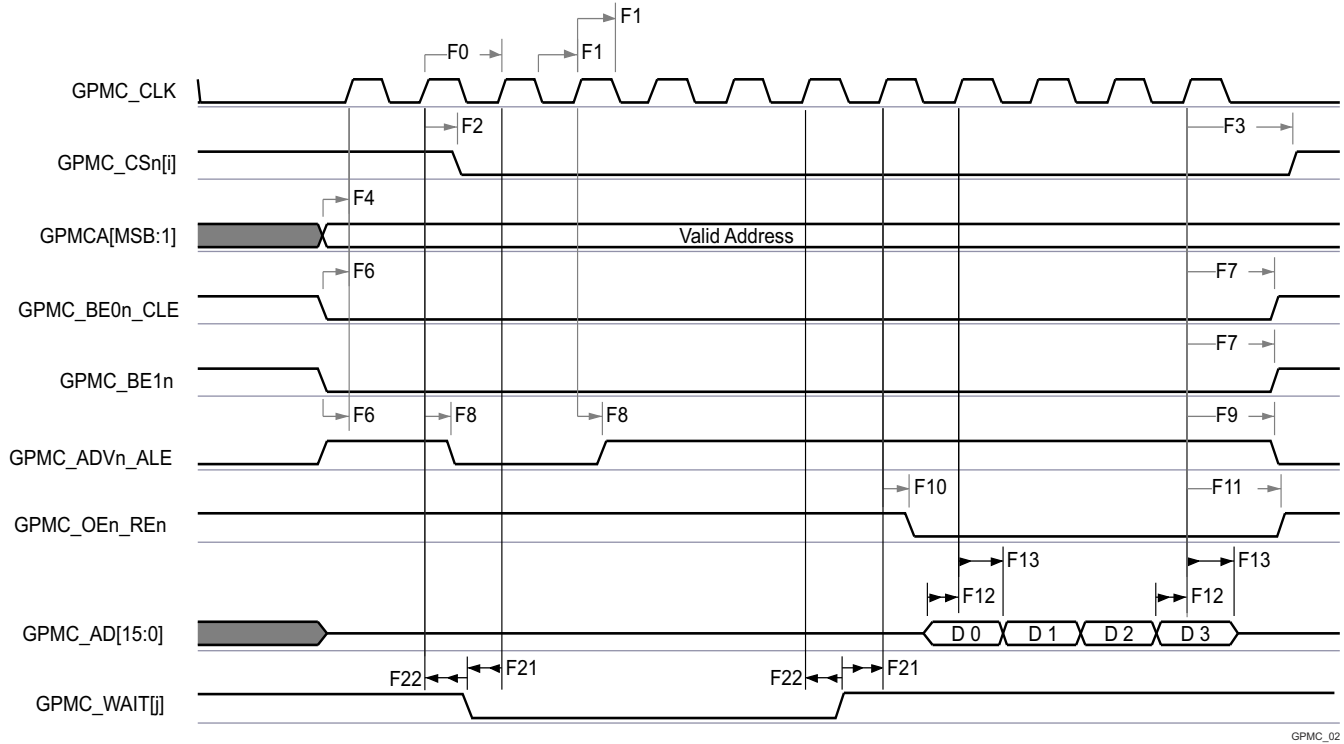 F1
F0
F1
GPMC_CLK
F2
F3
GPMC_CSn[i]
F4
GPMCA[MSB:1]
Valid Address
F6
F7
GPMC_BE0n_CLE
F7
GPMC_BE1n
F6
F8
F8
F9
GPMC_ADVn_ALE
F10
F11
GPMC_OEn_REn
F13
F13
F12
F12
GPMC_AD[15:0]
D 0
D 1
D 2
D 3
F22
F21
F22
F21
GPMC_WAIT[j]
GPMC_02